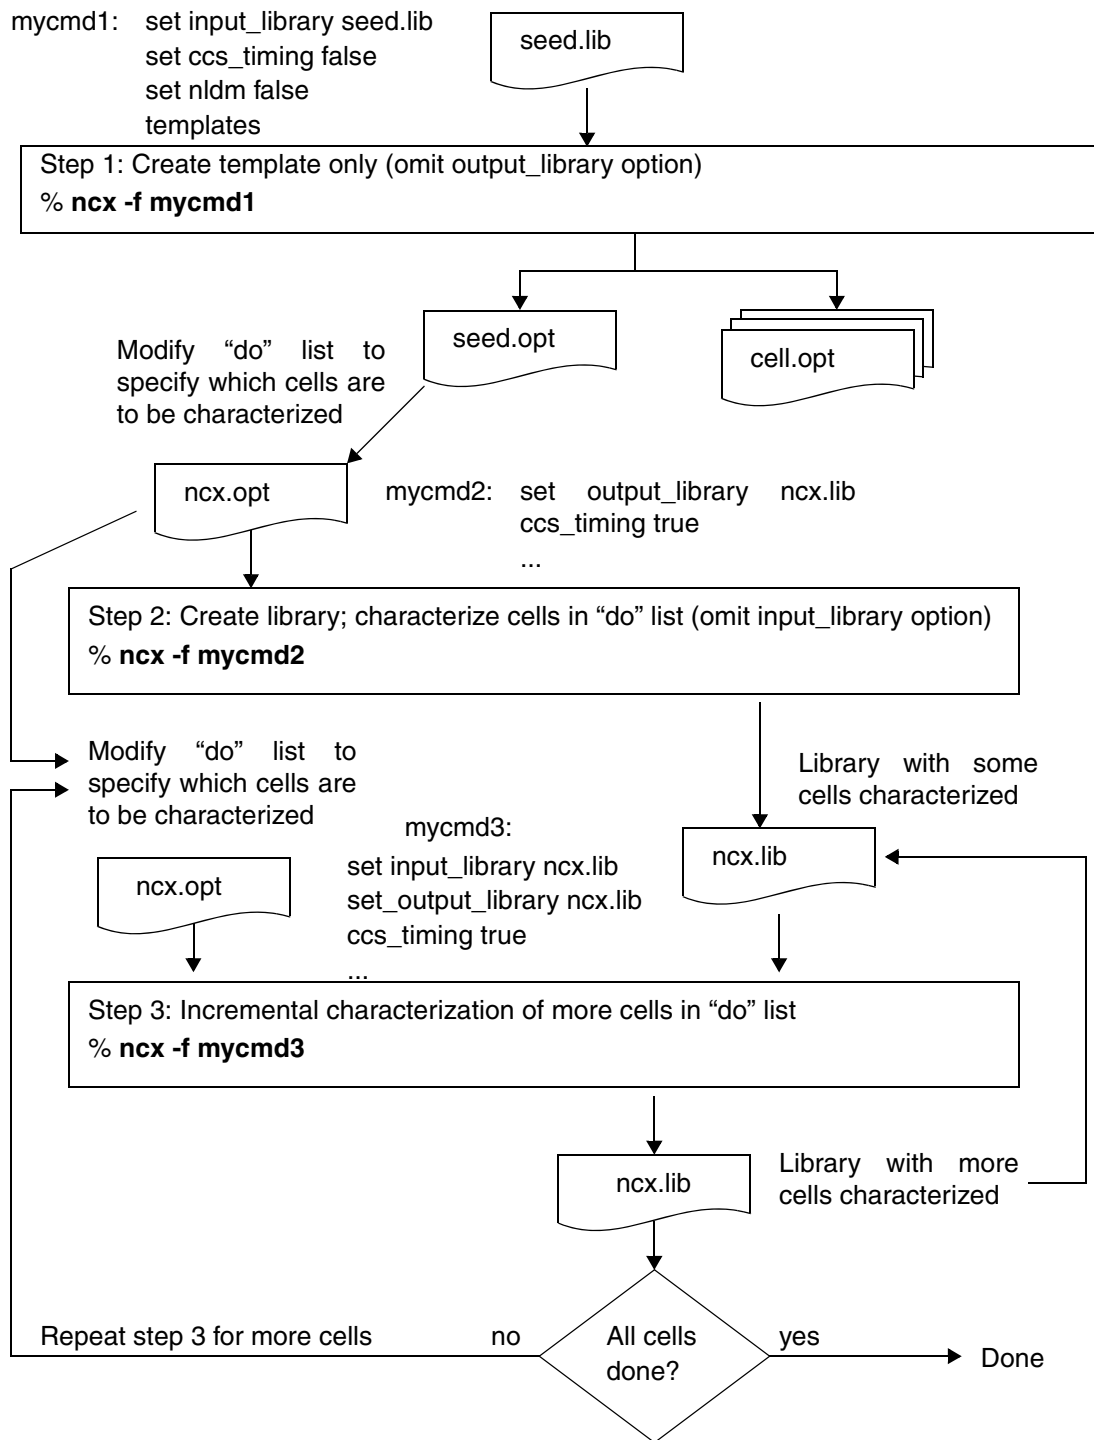 mycmd1: set input_library seed.lib
set ccs_timing false
set nldm false
templates
seed.lib
Step 1: Create template only (omit output_library option)
% ncx -f mycmd1
seed.opt
cell.opt
Modify “do” list to
specify which cells are
to be characterized
ncx.opt
mycmd2: set output_library ncx.lib
ccs_timing true
...
Step 2: Create library; characterize cells in “do” list (omit input_library option)
% ncx -f mycmd2
Modify “do” list to
specify which cells are
to be characterized
Library with some
cells characterized
mycmd3:
set input_library ncx.lib
set_output_library ncx.lib
ccs_timing true
...
ncx.opt
ncx.lib
Step 3: Incremental characterization of more cells in “do” list
% ncx -f mycmd3
ncx.lib
Library with more
cells characterized
Repeat step 3 for more cells
no
All cells
done?
yes
Done